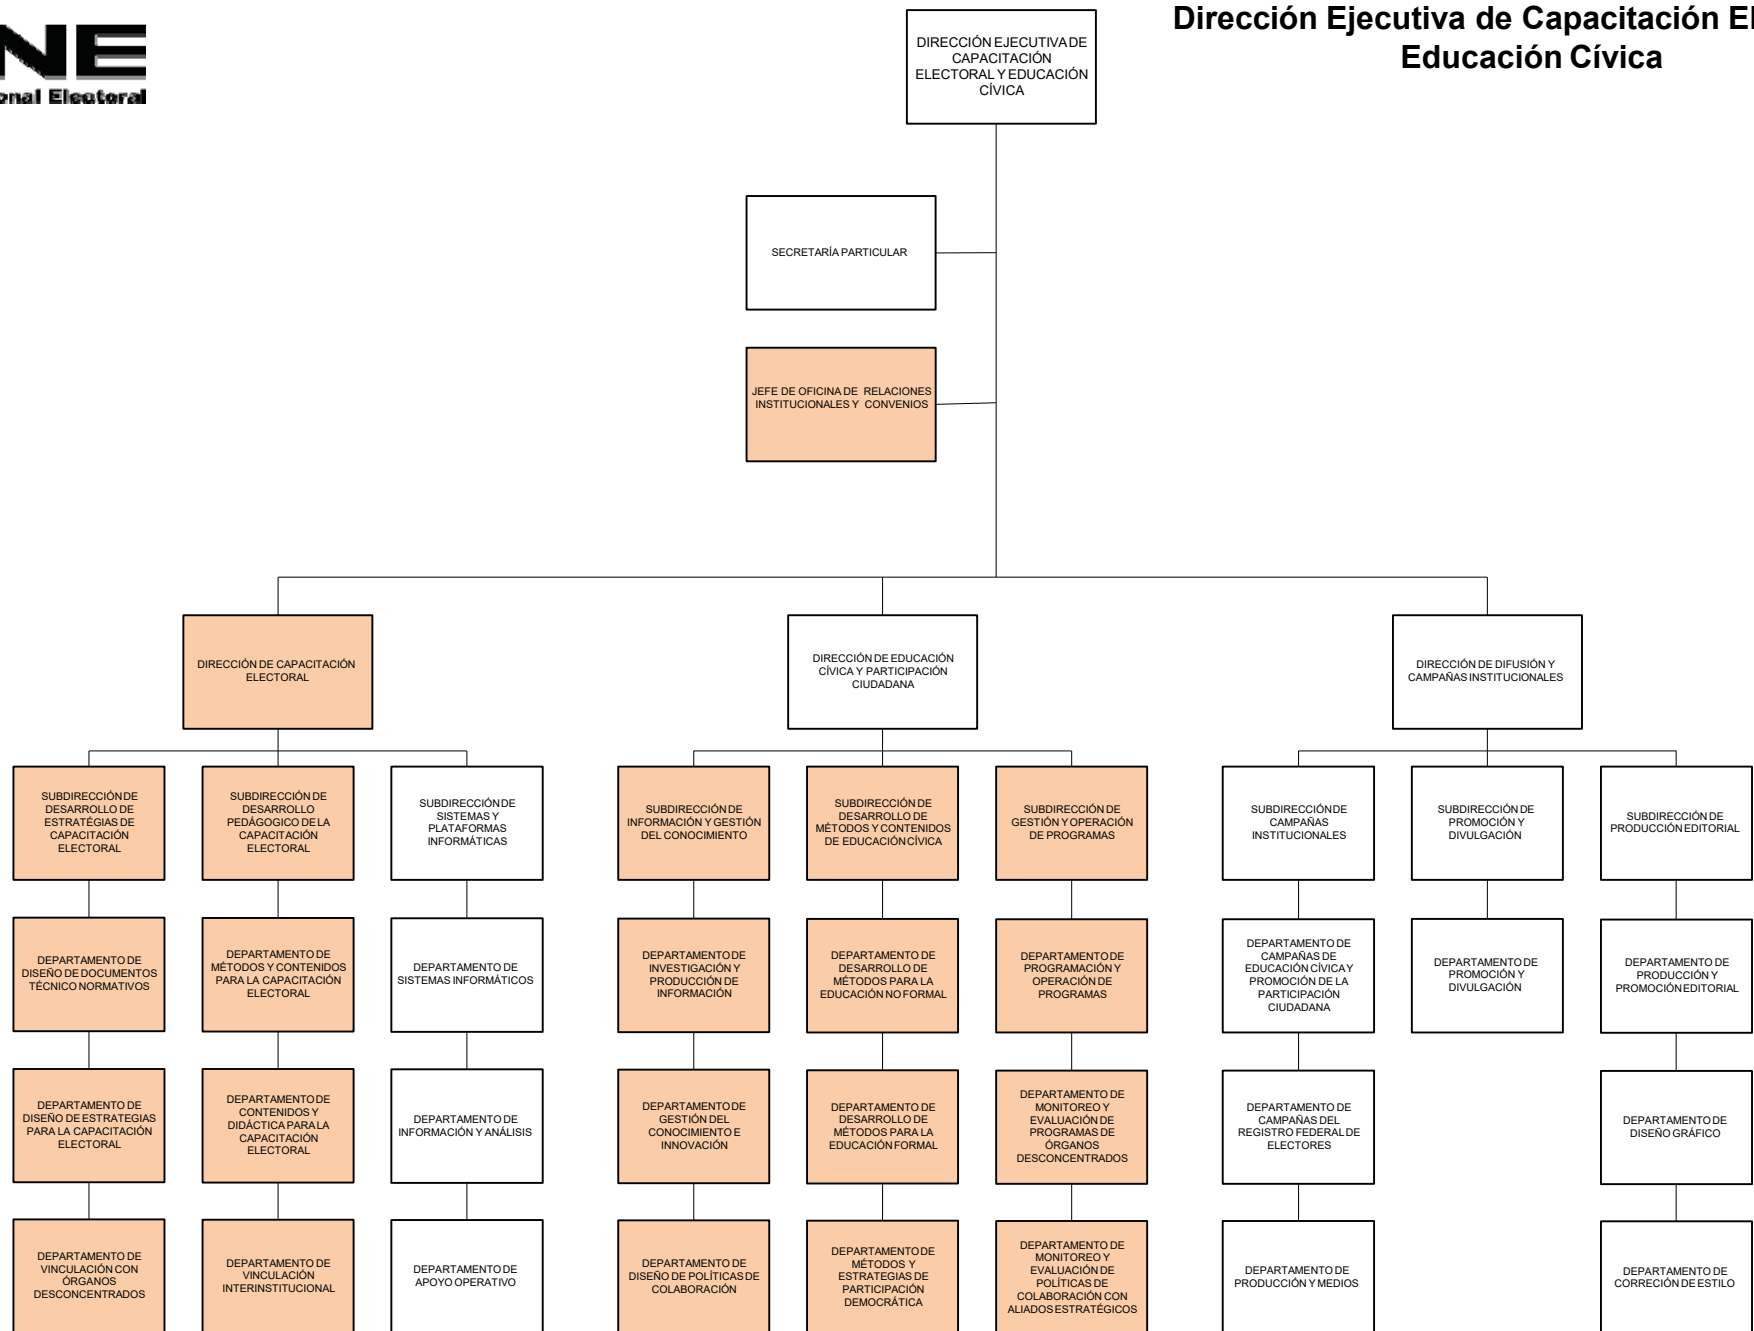 NE
onal Electoral
Dirección Ejecutiva de Capacitación El
Educación Cívica
DIRECCIÓN EJECUTIVA DE
CAPACITACIÓN
ELECTORAL Y EDUCACIÓN
CÍVICA
SECRETARÍA PARTICULAR
JEFE DE OFICINA DE RELACIONES
INSTITUCIONALES Y CONVENIOS
DIRECCIÓN DE CAPACITACIÓN
ELECTORAL
DIRECCIÓN DE EDUCACIÓN
CÍVICA Y PARTICIPACIÓN
CIUDADANA
DIRECCIÓN DE DIFUSIÓN Y
CAMPAÑAS INSTITUCIONALES
SUBDIRECCIÓN DE
DESARROLLO DE
ESTRATÉGIAS DE
CAPACITACIÓN
ELECTORAL
SUBDIRECCIÓN DE
DESARROLLO
PEDÁGOGICO DE LA
CAPACITACIÓN
ELECTORAL
SUBDIRECCIÓN DE
SISTEMAS Y
PLATAFORMAS
INFORMÁTICAS
SUBDIRECCIÓN DE
INFORMACIÓN Y GESTIÓN
DEL CONOCIMIENTO
SUBDIRECCIÓN DE
DESARROLLO DE
MÉTODOS Y CONTENIDOS
DE EDUCACIÓN CÍVICA
SUBDIRECCIÓN DE
GESTIÓN Y OPERACIÓN
DE PROGRAMAS
SUBDIRECCIÓN DE
CAMPAÑAS
INSTITUCIONALES
SUBDIRECCIÓN DE
PROMOCIÓN Y
DIVULGACIÓN
SUBDIRECCIÓN DE
PRODUCCIÓN EDITORIAL
DEPARTAMENTO DE
DISEÑO DE DOCUMENTOS
TÉCNICO NORMATIVOS
DEPARTAMENTO DE
MÉTODOS Y CONTENIDOS
PARA LA CAPACITACIÓN
ELECTORAL
DEPARTAMENTO DE
SISTEMAS INFORMÁTICOS
DEPARTAMENTO DE
INVESTIGACIÓN Y
PRODUCCIÓN DE
INFORMACIÓN
DEPARTAMENTO DE
DESARROLLO DE
MÉTODOS PARA LA
EDUCACIÓN NO FORMAL
DEPARTAMENTO DE
PROGRAMACIÓN Y
OPERACIÓN DE
PROGRAMAS
DEPARTAMENTO DE
CAMPAÑAS DE
EDUCACIÓN CÍVICA Y
PROMOCIÓN DE LA
PARTICIPACIÓN
CIUDADANA
DEPARTAMENTO DE
PROMOCIÓN Y
DIVULGACIÓN
DEPARTAMENTO DE
PRODUCCIÓN Y
PROMOCIÓN EDITORIAL
DEPARTAMENTO DE
DISEÑO DE ESTRATEGIAS
PARA LA CAPACITACIÓN
ELECTORAL
DEPARTAMENTO DE
CONTENIDOS Y
DIDÁCTICA PARA LA
CAPACITACIÓN
ELECTORAL
DEPARTAMENTO DE
INFORMACIÓN Y ANÁLISIS
DEPARTAMENTO DE
GESTIÓN DEL
CONOCIMIENTO E
INNOVACIÓN
DEPARTAMENTO DE
DESARROLLO DE
MÉTODOS PARA LA
EDUCACIÓN FORMAL
DEPARTAMENTO DE
MONITOREO Y
EVALUACIÓN DE
PROGRAMAS DE
ÓRGANOS
DESCONCENTRADOS
DEPARTAMENTO DE
CAMPAÑAS DEL
REGISTRO FEDERAL DE
ELECTORES
DEPARTAMENTO DE
DISEÑO GRÁFICO
DEPARTAMENTO DE
VINCULACIÓN CON
ÓRGANOS
DESCONCENTRADOS
DEPARTAMENTO DE
VINCULACIÓN
INTERINSTITUCIONAL
DEPARTAMENTO DE
APOYO OPERATIVO
DEPARTAMENTO DE
DISEÑO DE POLÍTICAS DE
COLABORACIÓN
DEPARTAMENTO DE
MÉTODOS Y
ESTRATEGIAS DE
PARTICIPACIÓN
DEMOCRÁTICA
DEPARTAMENTO DE
MONITOREO Y
EVALUACIÓN DE
POLÍTICAS DE
COLABORACIÓN CON
ALIADOS ESTRATÉGICOS
DEPARTAMENTO DE
PRODUCCIÓN Y MEDIOS
DEPARTAMENTO DE
CORRECIÓN DE ESTILO